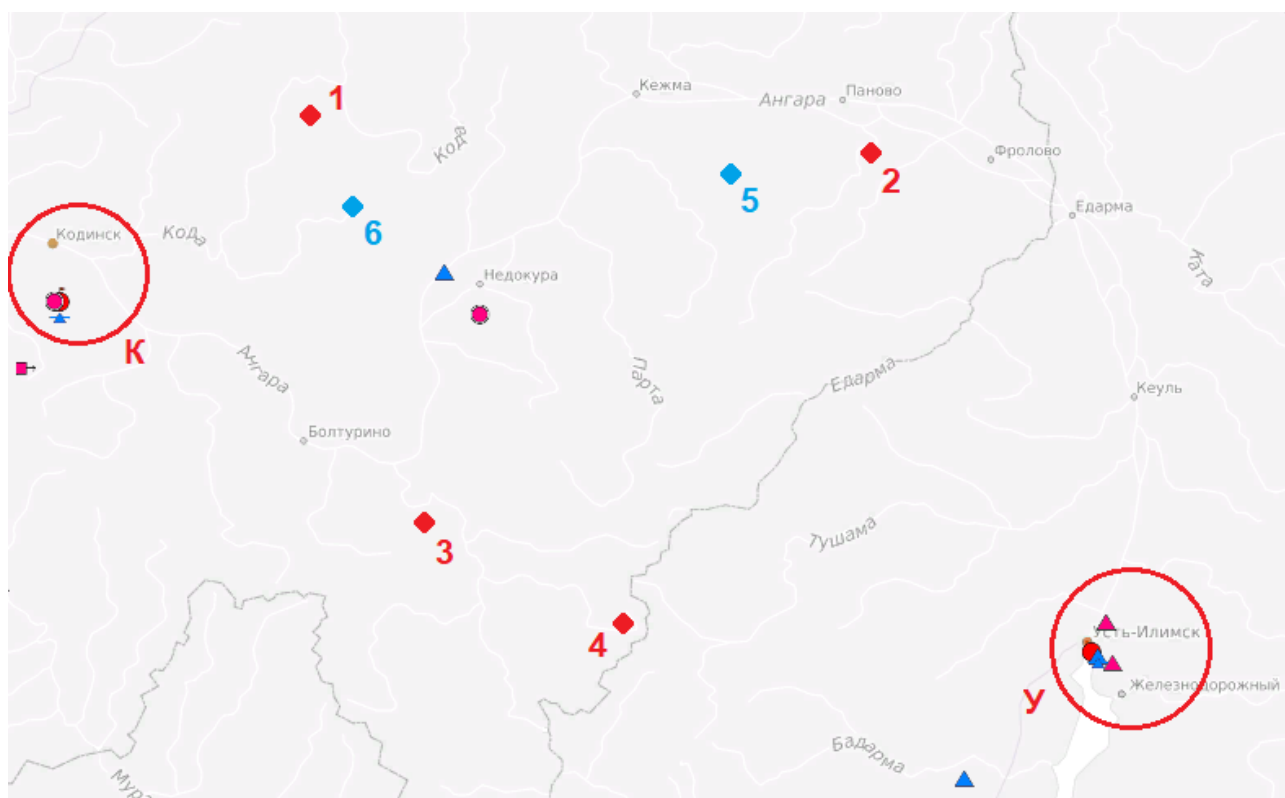 Кежма
Ангара
Паново
1
Кода
Фролово
2
5
Кодинск
Кода
6
Едарма
Недокура
Ката
К
Ангара
Парта
Едарма
Кеуль
Болтурино
3
Тушама
4
Усть-Илимск
Железнодорожный
У
Бадарма
Мура